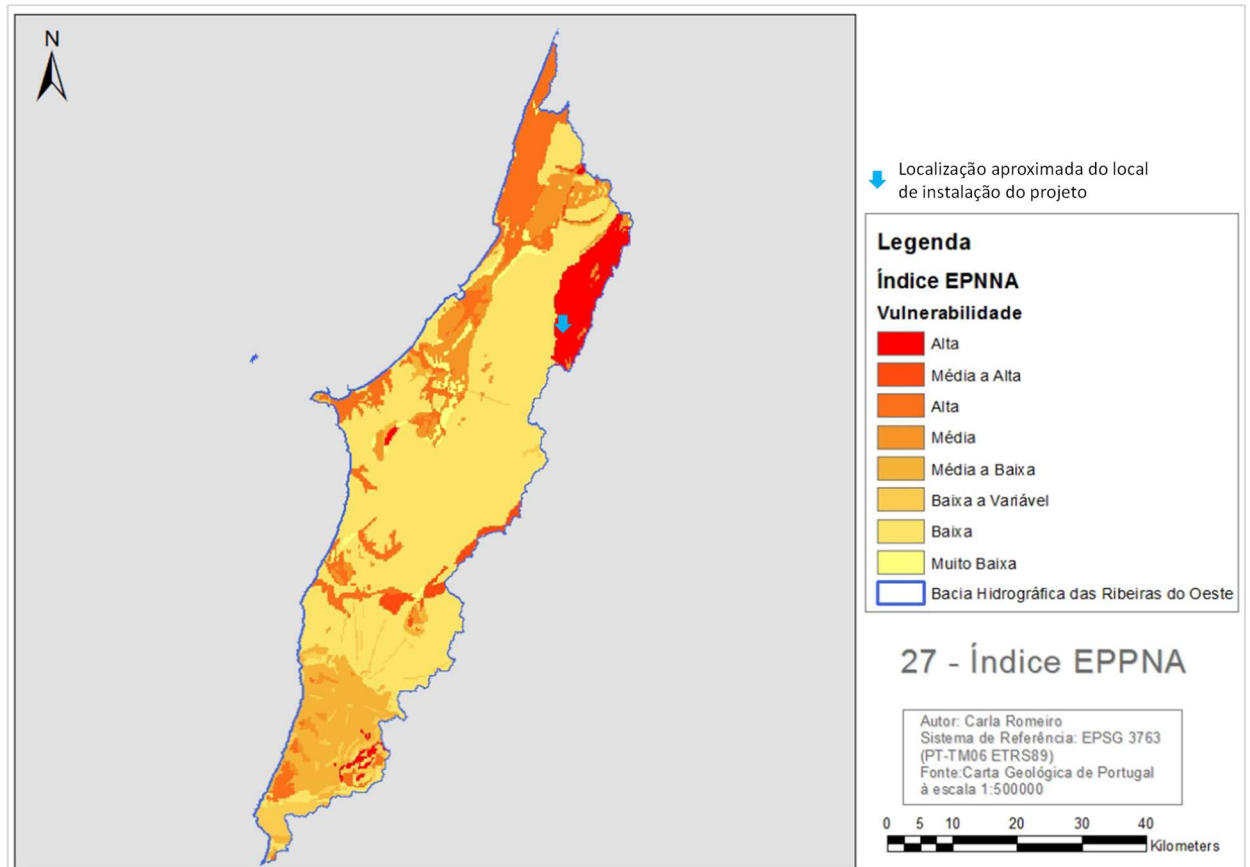 N
Localização aproximada do local
de instalação do projeto
Legenda
Índice EPNNA
Vulnerabilidade
Alta
Média a Alta
Alta
Média
Média a Baixa
Baixa a Variável
Baixa
Muito Baixa
Bacia Hidrográfica das Ribeiras do Oeste
27 - Índice EPPNA
Autor: Carla Romeiro
Sistema de Referência: EPSG 3763
(PT-TM06 ETRS89)
Fonte:Carta Geológica de Portugal
à escala 1:500000
0 5 10 20 30 40
Kilometers